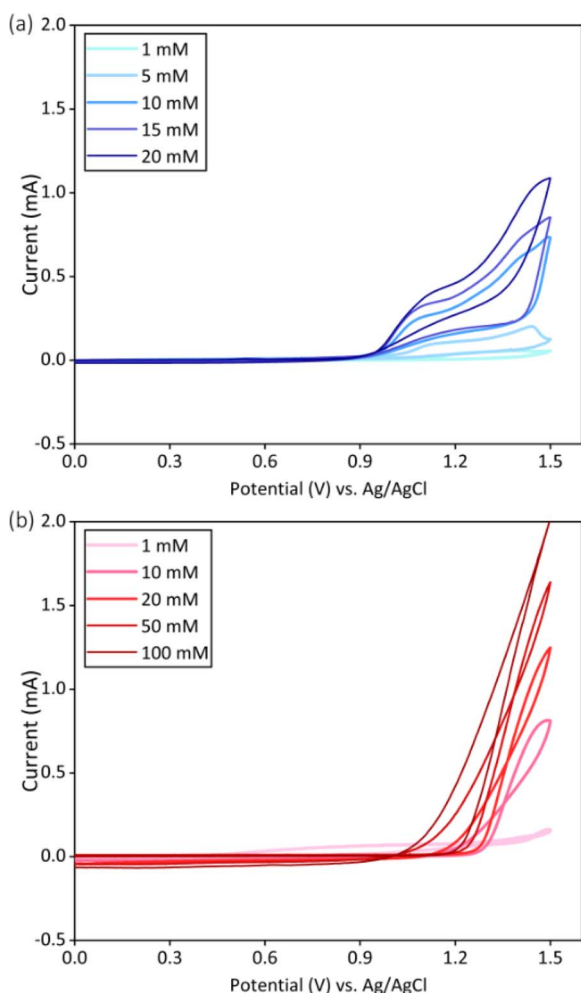 (a)
2.0
1.5
1.0
0.5
0.0
-0.5
Current (mA)
1 mM
5 mM
10 mM
15 mM
20 mM
0.0 0.3 0.6 0.9 1.2 1.5
Potential (V) vs. Ag/AgCl
(b)
2.0
1.5
1.0
0.5
0.0
-0.5
Current (mA)
1 mM
10 mM
20 mM
50 mM
100 mM
0.0 0.3 0.6 0.9 1.2 1.5
Potential (V) vs. Ag/AgCl